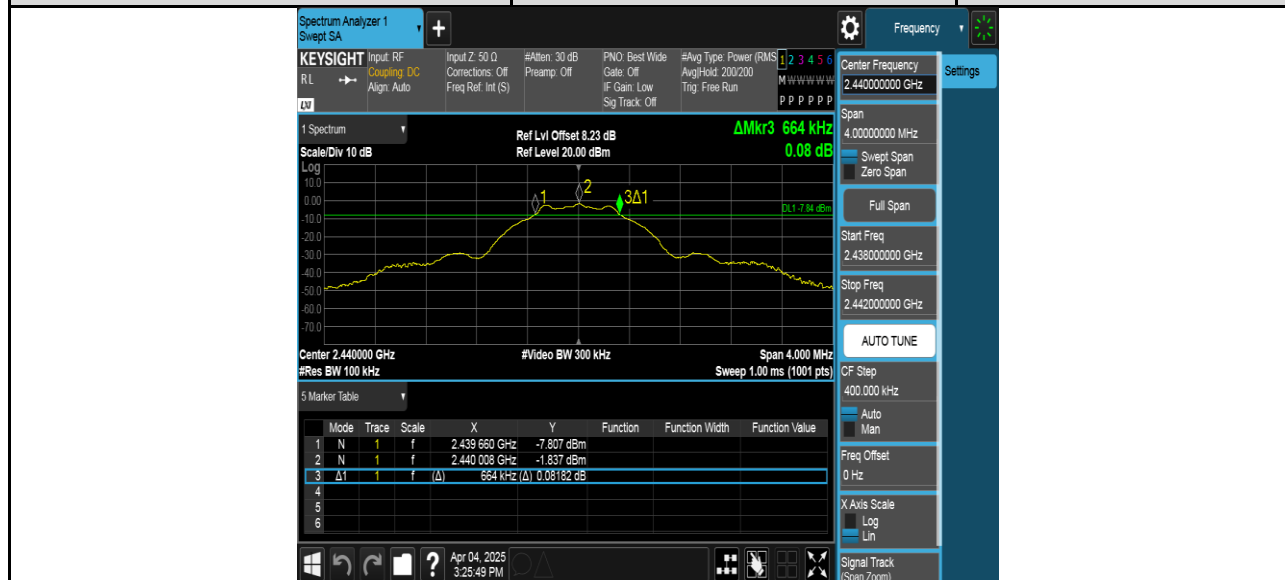 Spectrum Analyzer 1
Swept SA
+
Frequency
Settings
KEYSIGHT
RL
LXI
Input: RF
Coupling: DC
Align: Auto
Input Z: 50 Ω
Corrections: Off
Freq Ref: Int (S)
#Atten: 30 dB
Preamp: Off
PNO: Best Wide
Gate: Off
IF Gain: Low
Sig Track: Off
#Avg Type: Power (RMS
Avg|Hold: 200/200
Trig: Free Run
1 2 3 4 5 6
M W W W W W
P P P P P P
1 Spectrum
Scale/Div 10 dB
Ref Lvl Offset 8.23 dB
Ref Level 20.00 dBm
ΔMkr3 664 kHz
0.08 dB
Log
10.0
0.00
-10.0
-20.0
-30.0
-40.0
-50.0
-60.0
-70.0
1
2
3Δ1
DL1 -7.84 dBm
Center 2.440000 GHz
#Video BW 300 kHz
Span 4.000 MHz
#Res BW 100 kHz
Sweep 1.00 ms (1001 pts)
5 Marker Table
Mode Trace Scale X Y Function Function Width Function Value
1 N 1 f 2.439 660 GHz -7.807 dBm
2 N 1 f 2.440 008 GHz -1.837 dBm
3 Δ1 1 f (Δ) 664 kHz (Δ) 0.08182 dB
4
5
6
?
Apr 04, 2025
3:25:49 PM
Center Frequency
2.440000000 GHz
Span
4.00000000 MHz
Swept Span
Zero Span
Full Span
Start Freq
2.438000000 GHz
Stop Freq
2.442000000 GHz
AUTO TUNE
CF Step
400.000 kHz
Auto
Man
Freq Offset
0 Hz
X Axis Scale
Log
Lin
Signal Track
(Span Zoom)